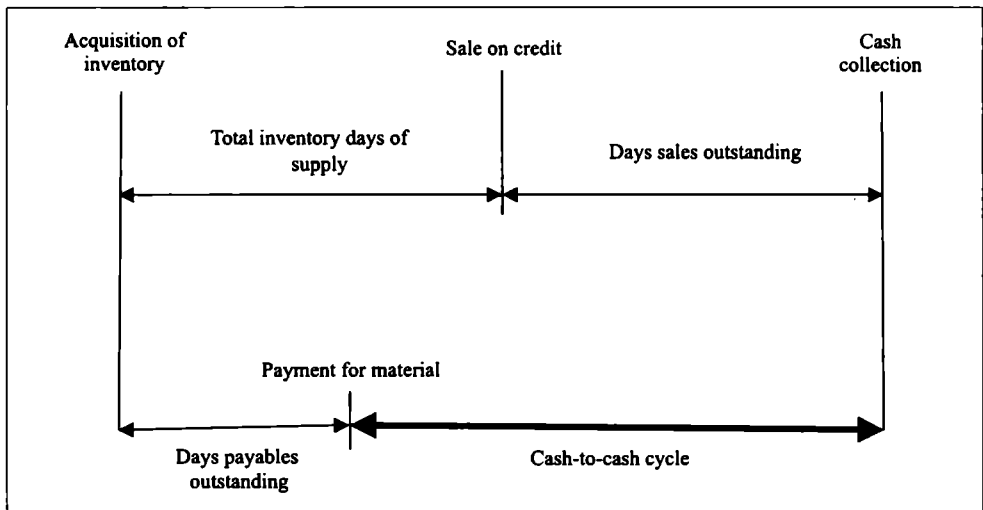 Acquisition of
inventory
Sale on credit
Cash
collection
Total inventory days of
supply
Days sales outstanding
Payment for material
Days payables
outstanding
Cash-to-cash cycle